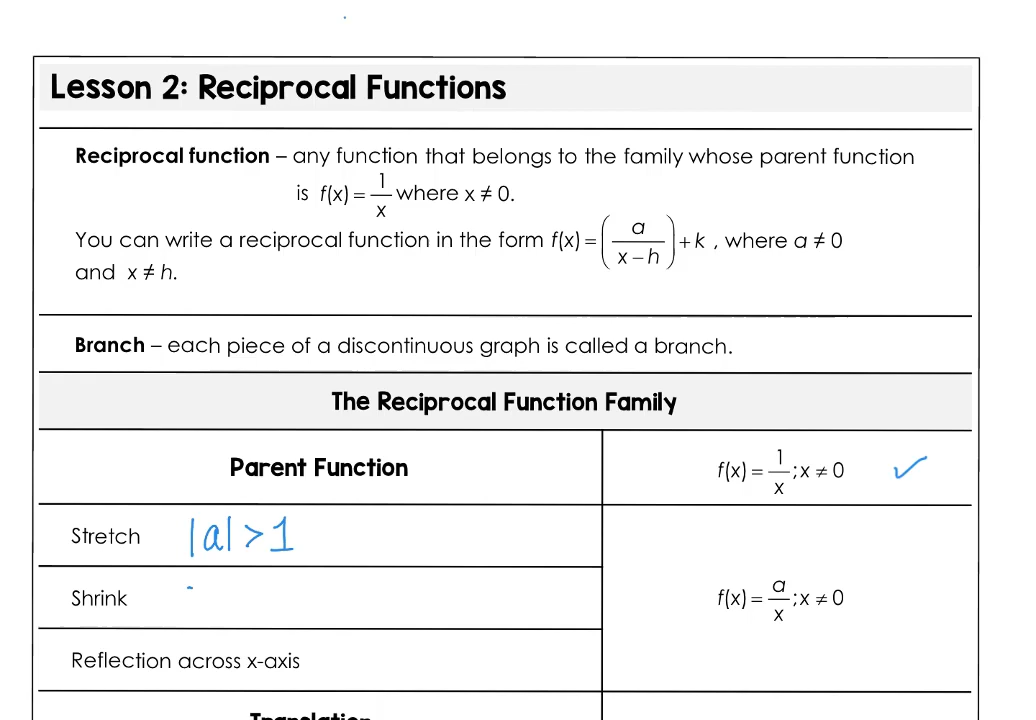 Lesson 2: Reciprocal Functions
Reciprocal function – any function that belongs to the family whose parent function
is f(x) = 1/x where x ≠ 0.
You can write a reciprocal function in the form f(x) = (a/(x – h)) + k , where a ≠ 0
and x ≠ h.
Branch – each piece of a discontinuous graph is called a branch.
The Reciprocal Function Family
Parent Function
f(x) = 1/x ; x ≠ 0 ✓
Stretch |a| > 1
Shrink
f(x) = a/x ; x ≠ 0
Reflection across x-axis
Translation